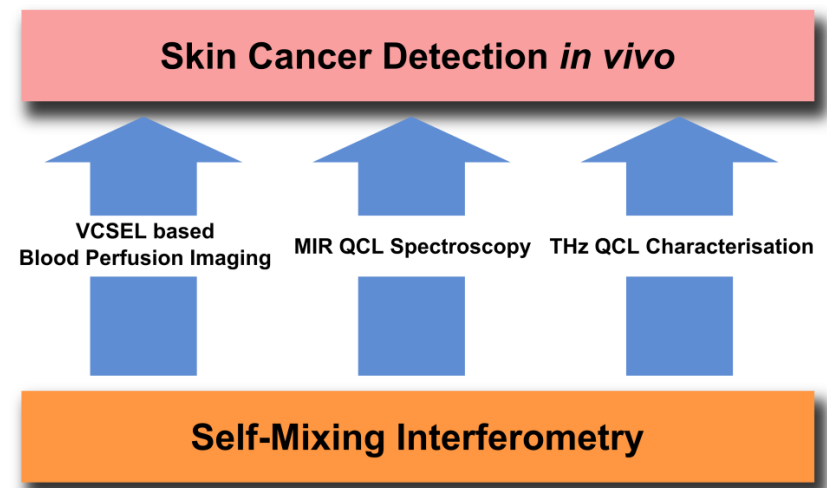 Skin Cancer Detection in vivo
VCSEL based
Blood Perfusion Imaging
MIR QCL Spectroscopy
THz QCL Characterisation
Self-Mixing Interferometry